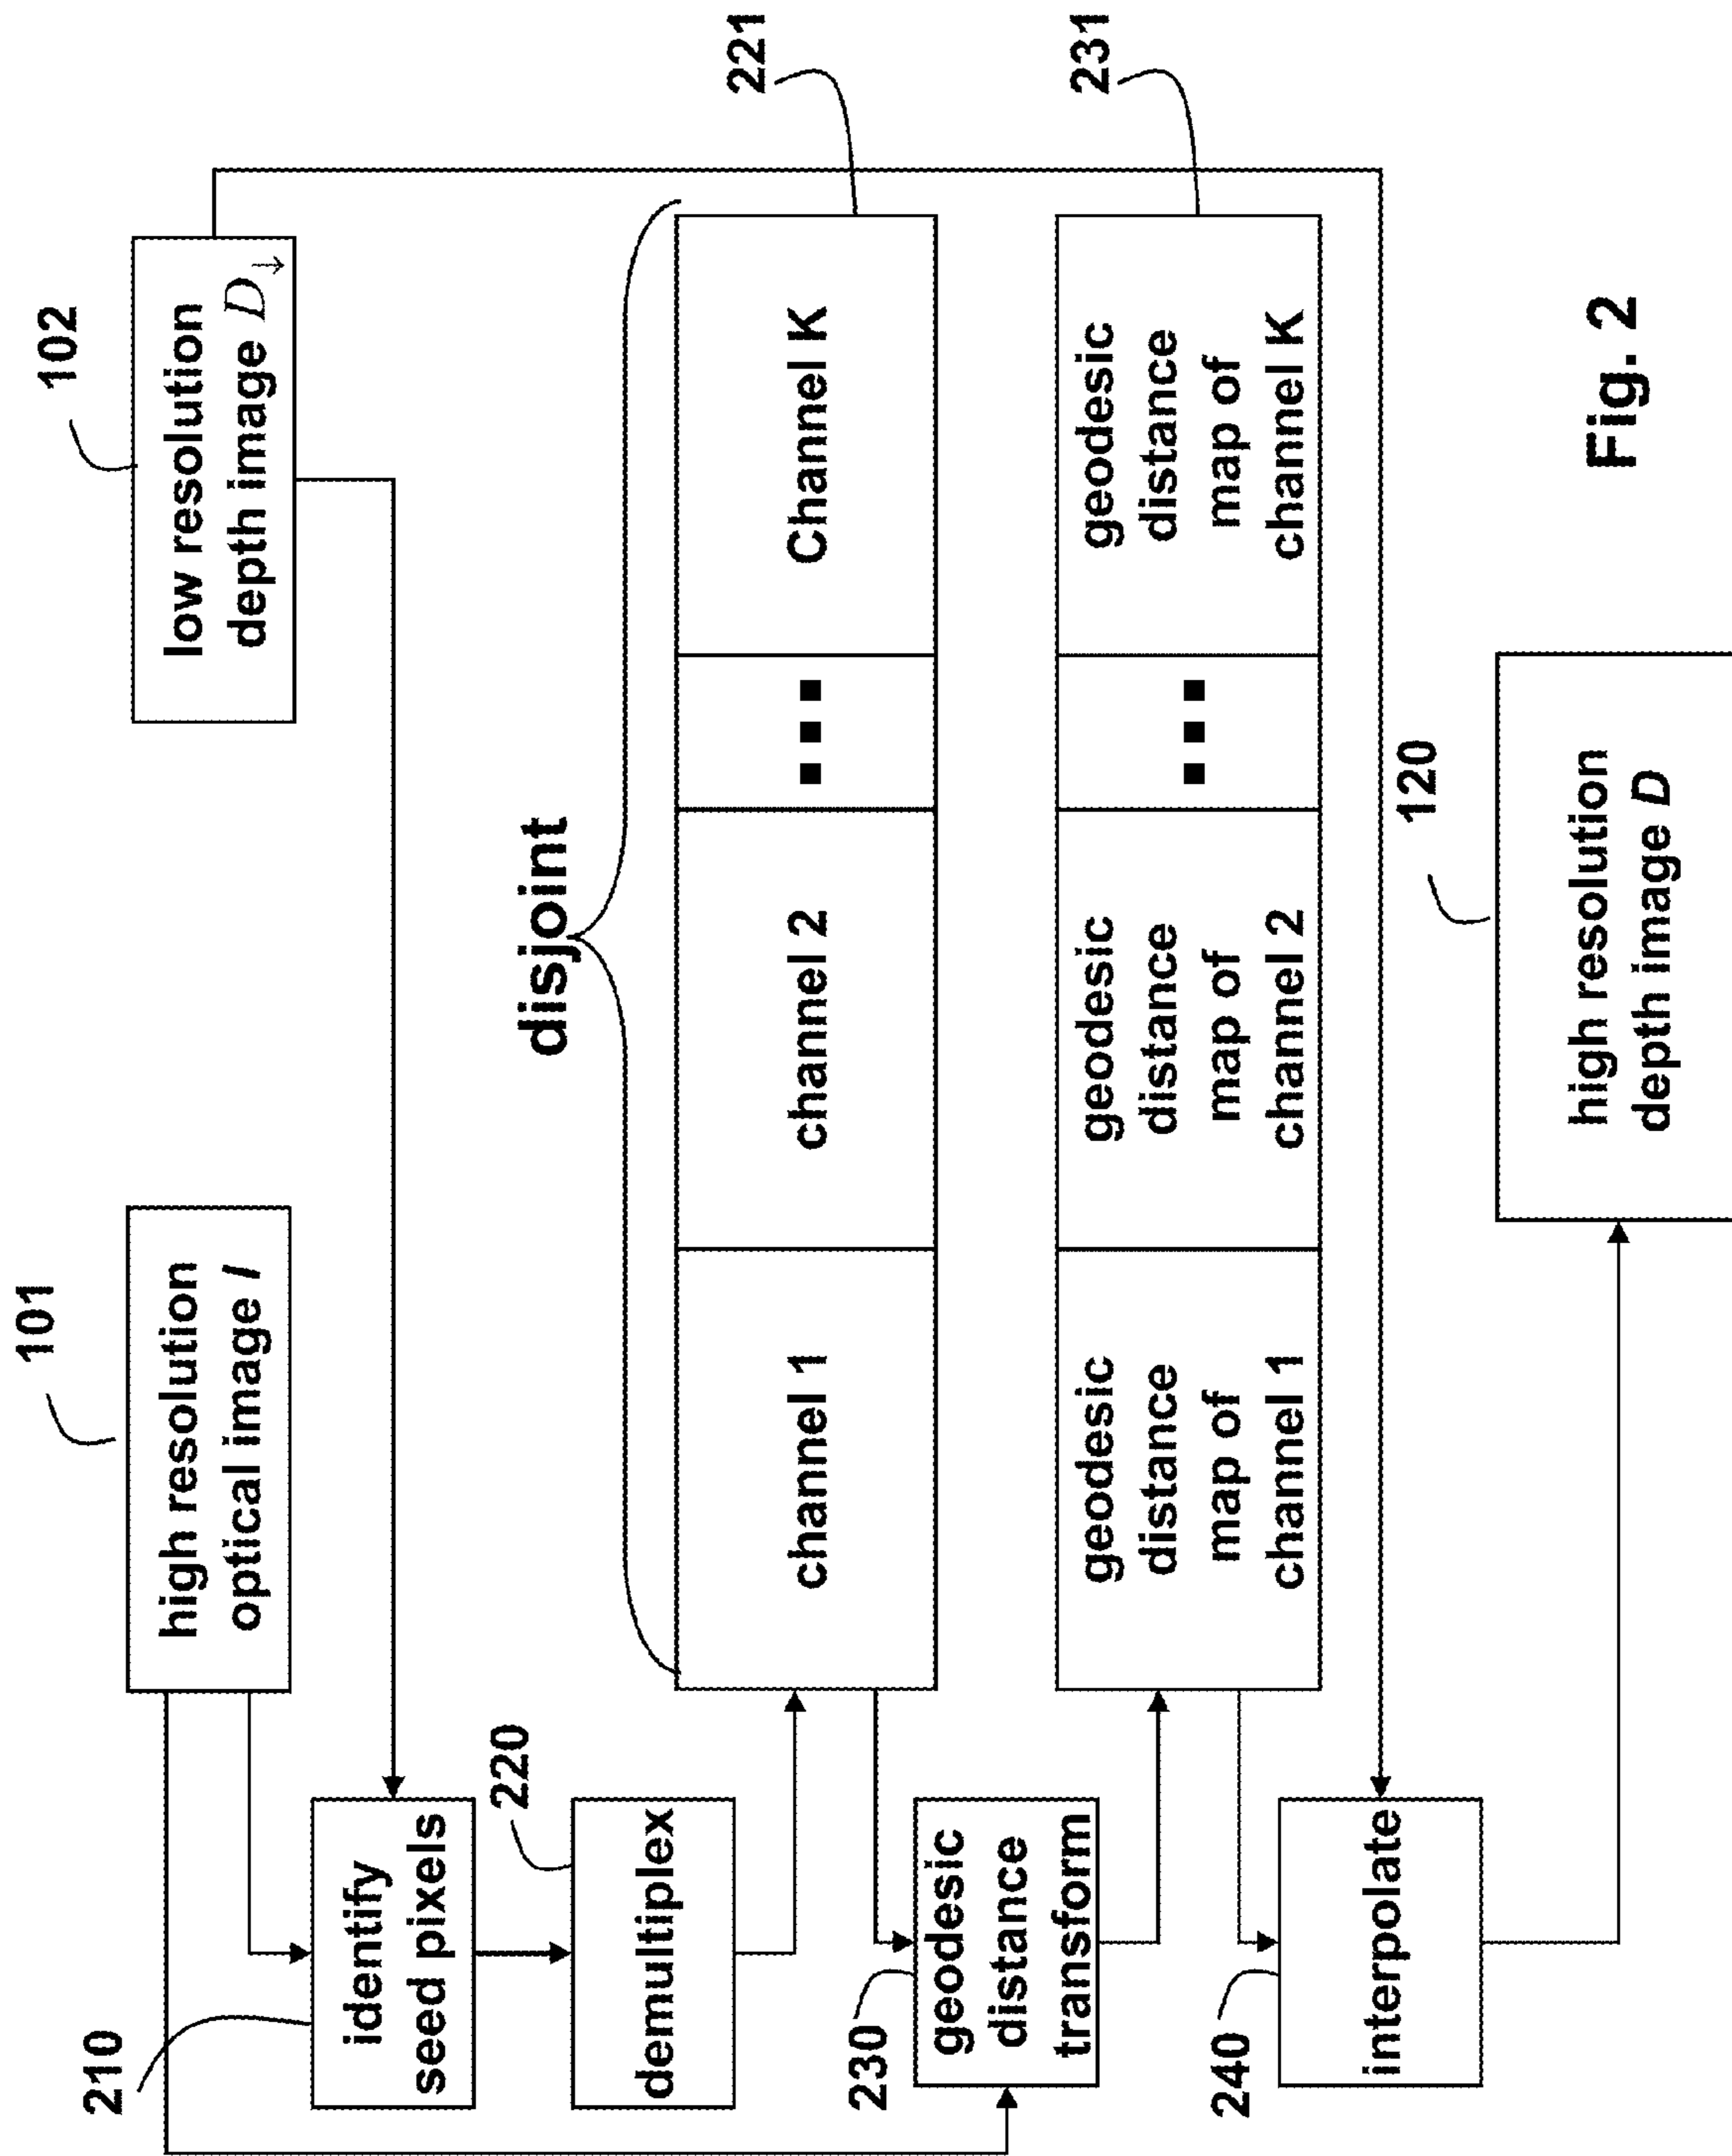 101
high resolution
optical image I
102
low resolution
depth image D↓
210
identify
seed pixels
220
demultiplex
disjoint
channel 1
channel 2
...
Channel K
221
230
geodesic
distance
transform
geodesic
distance
map of
channel 1
geodesic
distance
map of
channel 2
...
geodesic
distance
map of
channel K
231
240
interpolate
120
high resolution
depth image D
Fig. 2